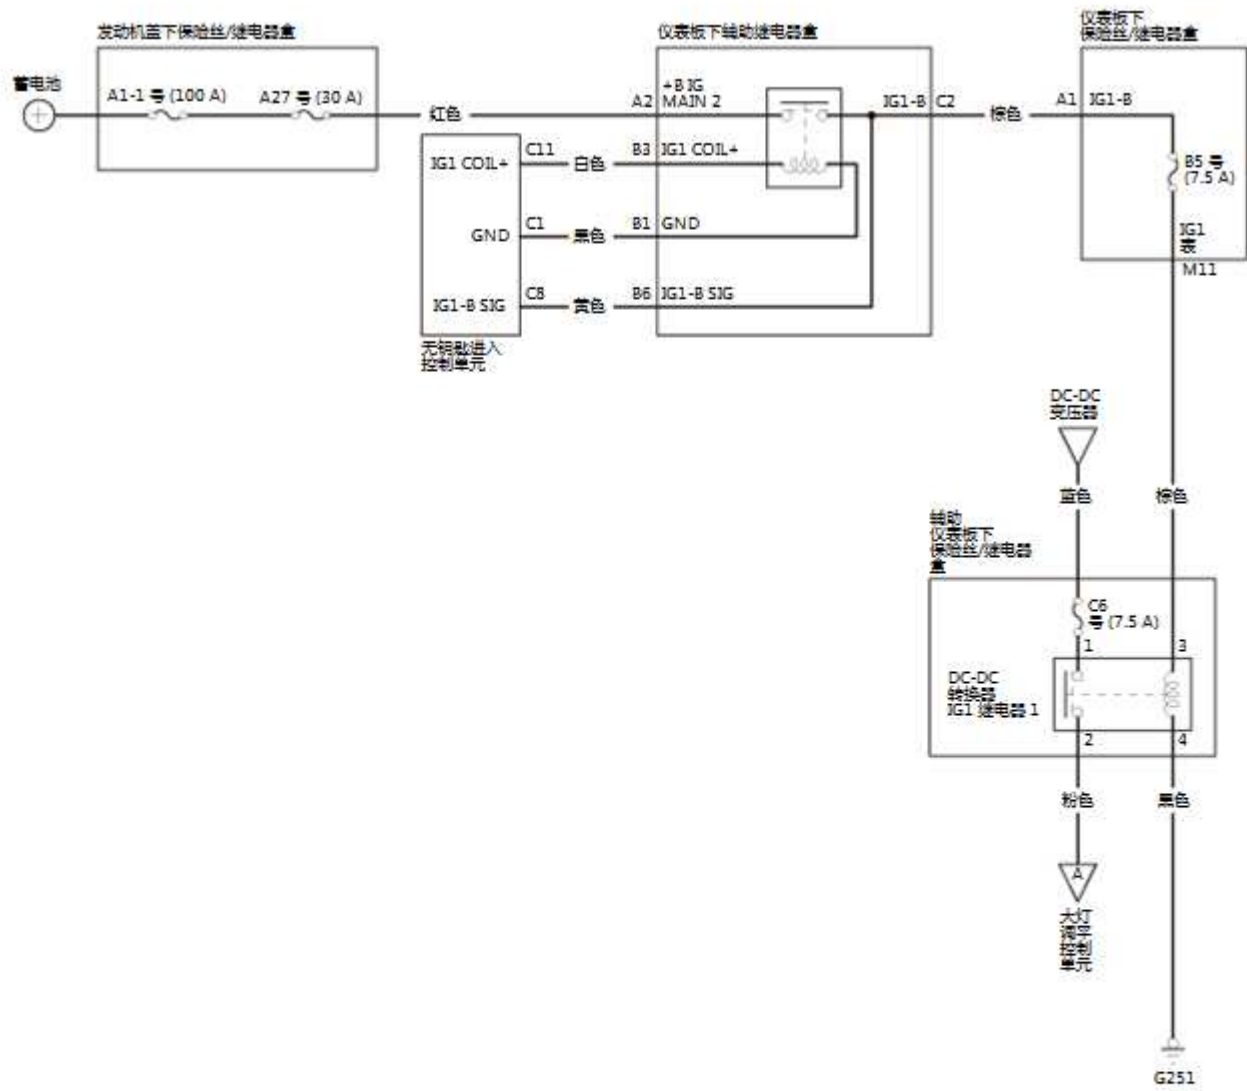 发动机盖下保险丝/继电器盒
蓄电池
A1-1 号 (100 A)
A27 号 (30 A)
红色
仪表板下辅助继电器盒
A2
+B IG
MAIN 2
IG1-B
C2
棕色
仪表板下
保险丝/继电器盒
A1
IG1-B
B5 号
(7.5 A)
IG1
表
M11
IG1 COIL+
C11
白色
B3
IG1 COIL+
GND
C1
黑色
B1
GND
IG1-B SIG
C8
黄色
B6
IG1-B SIG
无钥匙进入
控制单元
DC-DC
变压器
蓝色
棕色
辅助
仪表板下
保险丝/继电器
盒
C6
号 (7.5 A)
1
3
DC-DC
转换器
IG1 继电器 1
2
4
粉色
黑色
A
大灯
调平
控制
单元
G251